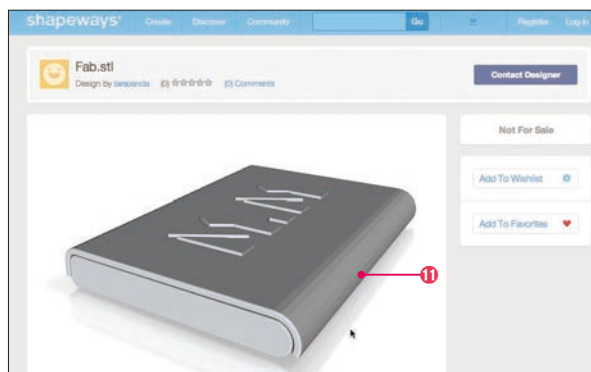 shapeways Create Discover Community Go Register Log in
Fab.stl
Design by tarepanda (0) ☆☆☆☆☆ (0) Comments
Contact Designer
Not For Sale
Add To Wishlist
Add To Favorites
11